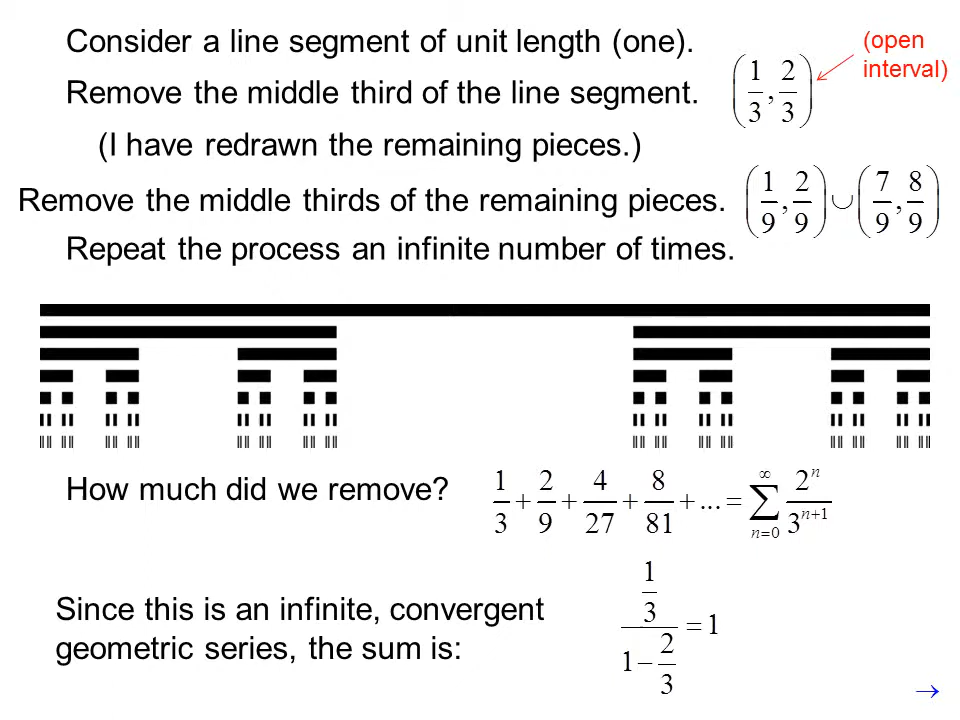 Consider a line segment of unit length (one).
(open
interval)
Remove the middle third of the line segment. (1/3, 2/3)
(I have redrawn the remaining pieces.)
Remove the middle thirds of the remaining pieces. (1/9, 2/9) ∪ (7/9, 8/9)
Repeat the process an infinite number of times.
How much did we remove? 1/3 + 2/9 + 4/27 + 8/81 + ... = ∑_{n=0}^{∞} 2^n/3^{n+1}
Since this is an infinite, convergent
geometric series, the sum is: (1/3)/(1 − 2/3) = 1
→